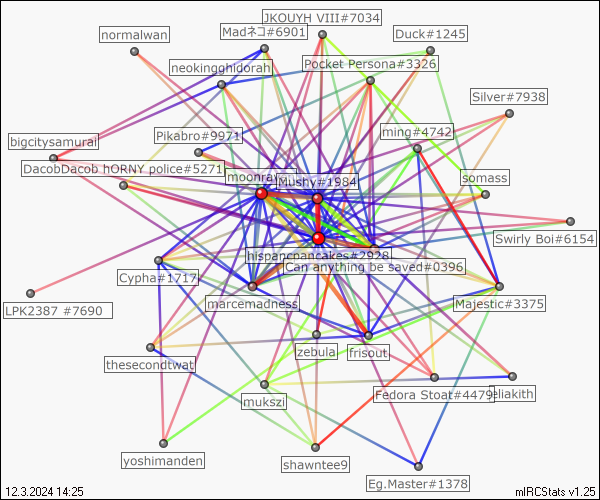 JKOUYH VIII#7034
normalwan
Madネコ#6901
Duck#1245
neokingghidorah
Pocket Persona#3326
Silver#7938
Pikabro#9971
ming#4742
bigcitysamurai
DacobDacob hORNY police#5271
Mushy#1984
somass
Swirly Boi#6154
hispancpancakes#2928
Can anything be saved#0396
Cypha#1717
marcemadness
Majestic#3375
LPK2387 #7690
zebula
frisout
thesecondtwat
Fedora Stoat#4479
eliakith
mukszi
yoshimanden
shawntee9
Eg.Master#1378
12.3.2024 14:25
mIRCStats v1.25